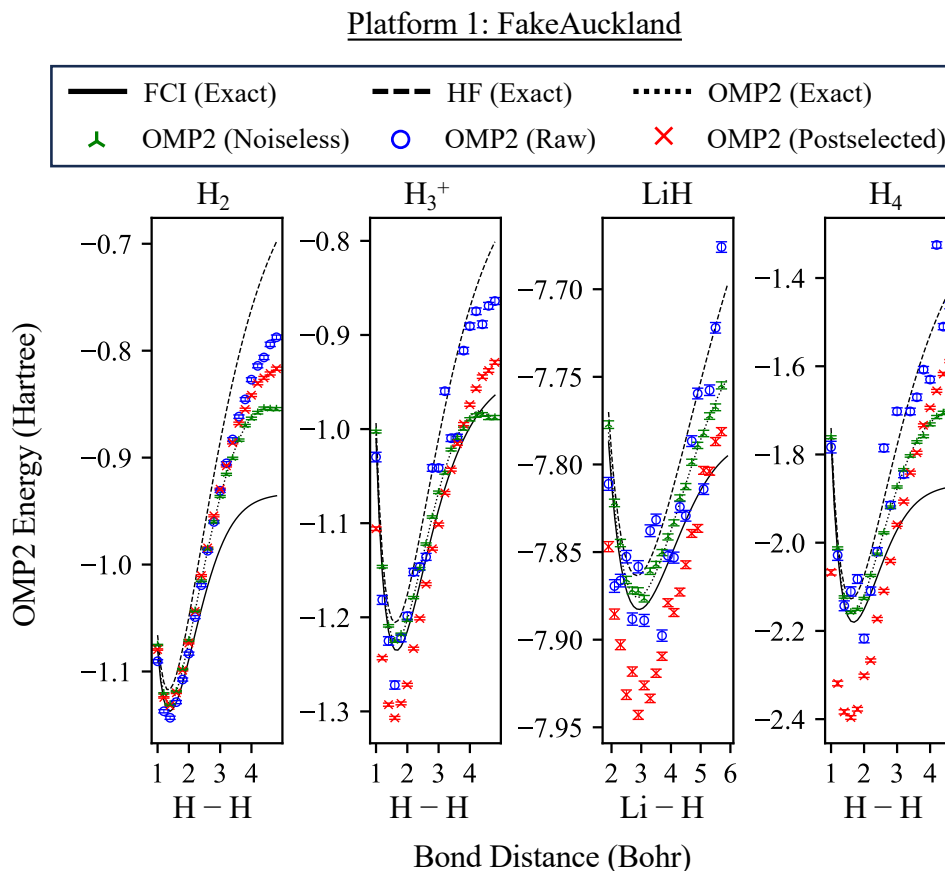 Platform 1: FakeAuckland
FCI (Exact) HF (Exact) OMP2 (Exact)
OMP2 (Noiseless) OMP2 (Raw) OMP2 (Postselected)
H₂ H₃⁺ LiH H₄
OMP2 Energy (Hartree)
−0.7
−0.8
−0.9
−1.0
−1.1
1 2 3 4
H − H
−0.8
−0.9
−1.0
−1.1
−1.2
−1.3
1 2 3 4
H − H
−7.70
−7.75
−7.80
−7.85
−7.90
−7.95
2 3 4 5 6
Li − H
−1.4
−1.6
−1.8
−2.0
−2.2
−2.4
1 2 3 4
H − H
Bond Distance (Bohr)